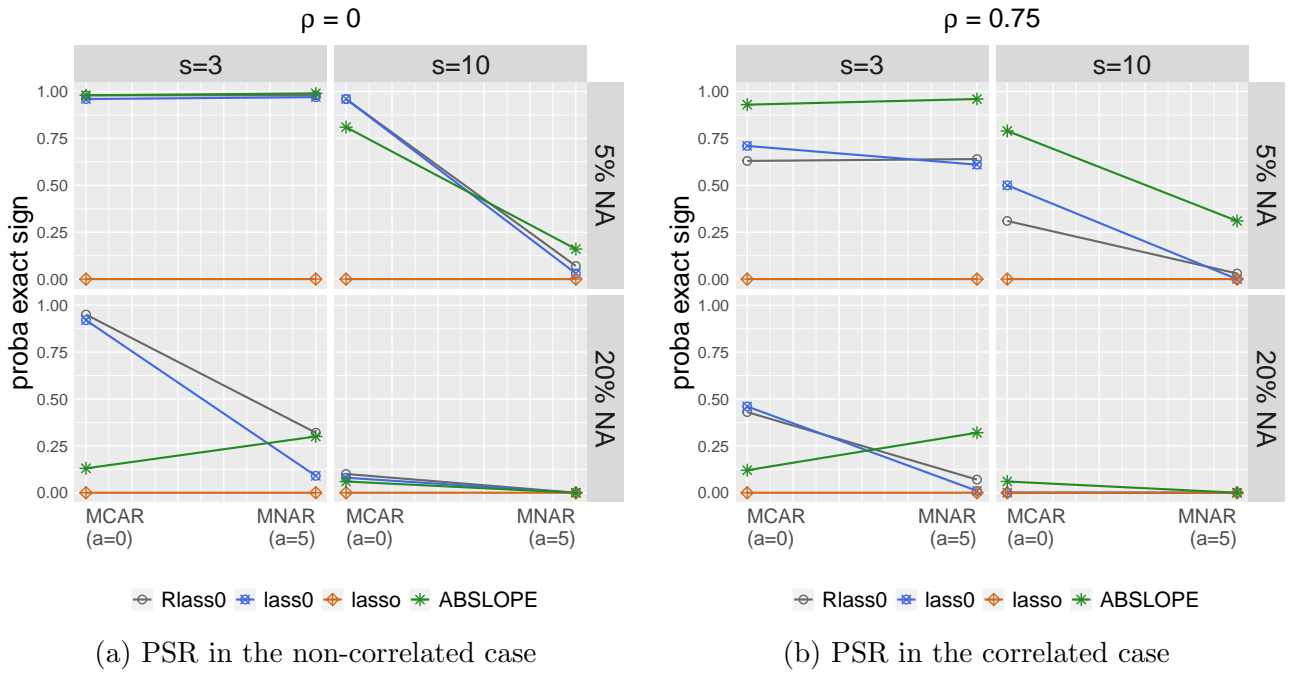 ρ = 0
s=3 s=10
proba exact sign
1.00
0.75
0.50
0.25
0.00
5% NA
1.00
0.75
0.50
0.25
0.00
20% NA
MCAR (a=0) MNAR (a=5) MCAR (a=0) MNAR (a=5)
Rlass0 lass0 lasso ABSLOPE
(a) PSR in the non-correlated case
ρ = 0.75
s=3 s=10
proba exact sign
1.00
0.75
0.50
0.25
0.00
5% NA
1.00
0.75
0.50
0.25
0.00
20% NA
MCAR (a=0) MNAR (a=5) MCAR (a=0) MNAR (a=5)
Rlass0 lass0 lasso ABSLOPE
(b) PSR in the correlated case